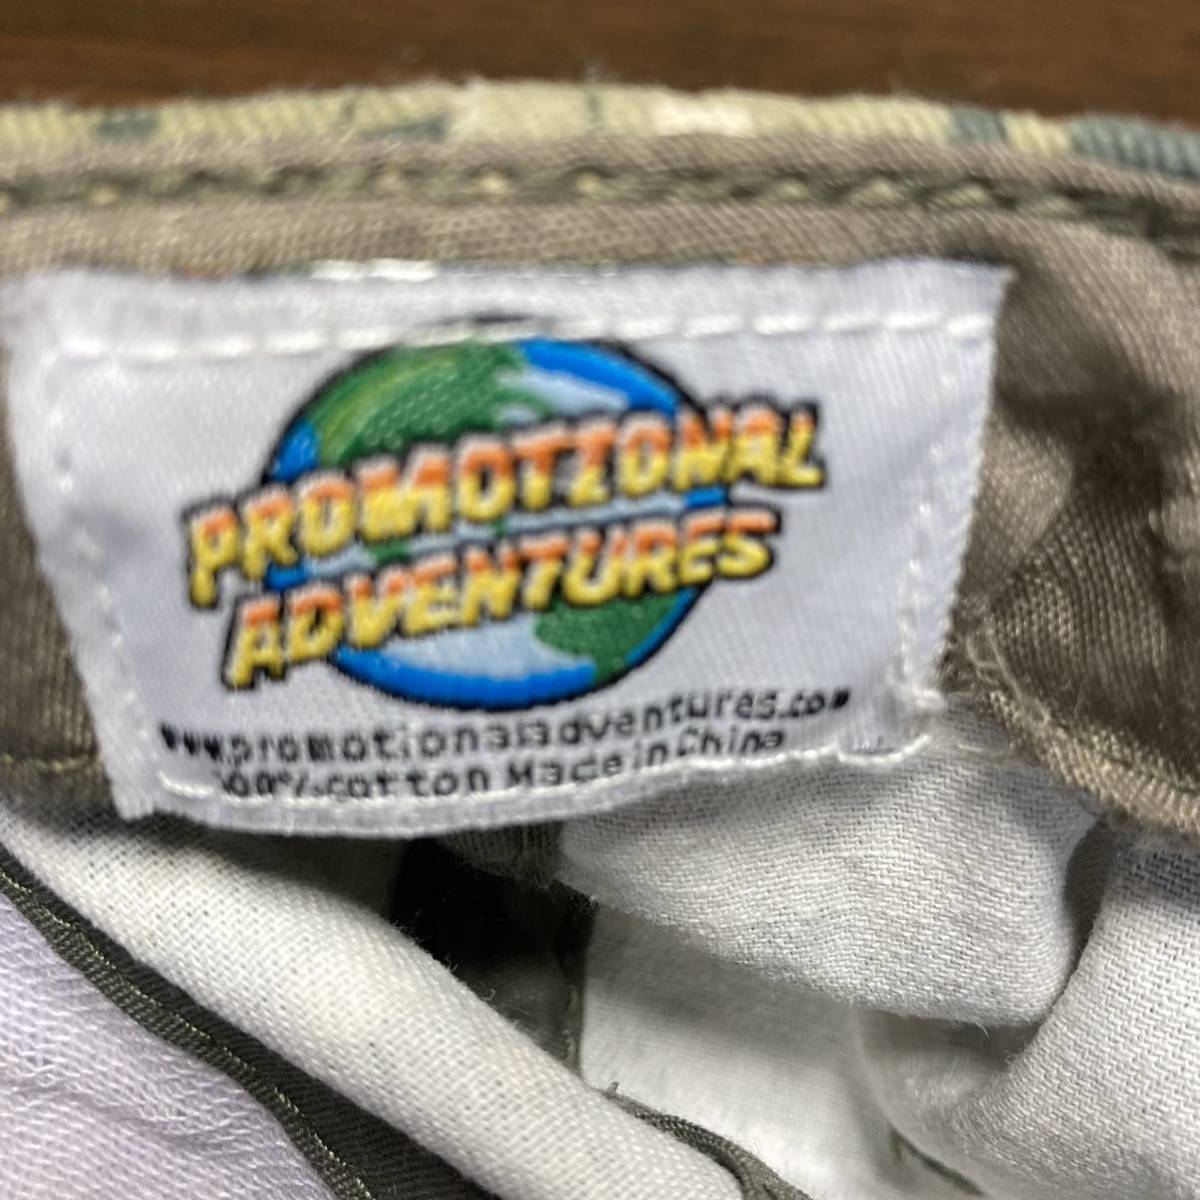 PROMOTIONAL
ADVENTURES
www.promotionaladventures.com
100% cotton Made in China